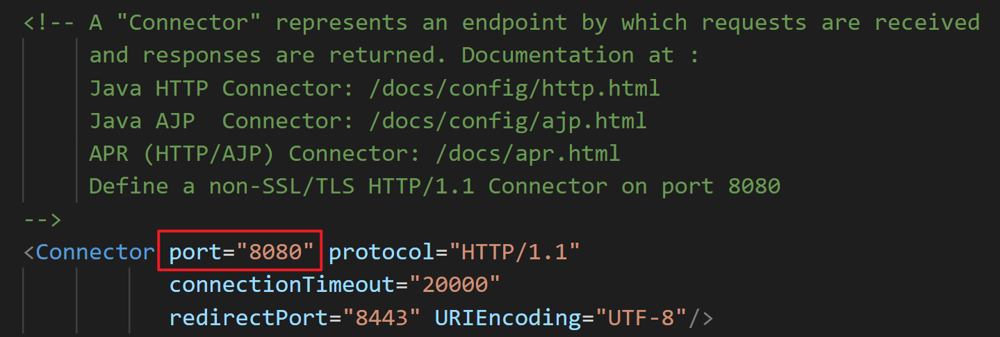 <!-- A "Connector" represents an endpoint by which requests are received
and responses are returned. Documentation at :
Java HTTP Connector: /docs/config/http.html
Java AJP  Connector: /docs/config/ajp.html
APR (HTTP/AJP) Connector: /docs/apr.html
Define a non-SSL/TLS HTTP/1.1 Connector on port 8080
-->
<Connector port="8080" protocol="HTTP/1.1"
connectionTimeout="20000"
redirectPort="8443" URIEncoding="UTF-8"/>